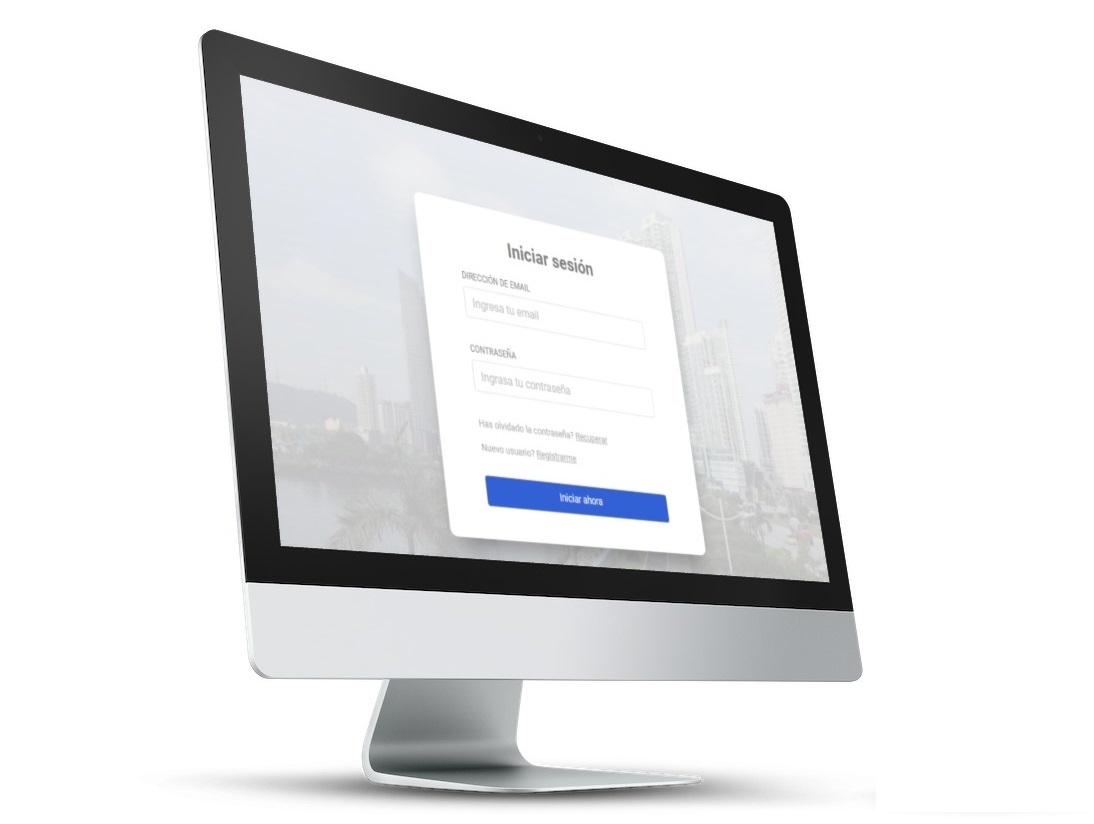 Iniciar sesión
DIRECCIÓN DE EMAIL
Ingresa tu email
CONTRASEÑA
Ingrasa tu contraseña
Has olvidado la contraseña? Recuperar
Nuevo usuario? Registrarme
Iniciar ahora